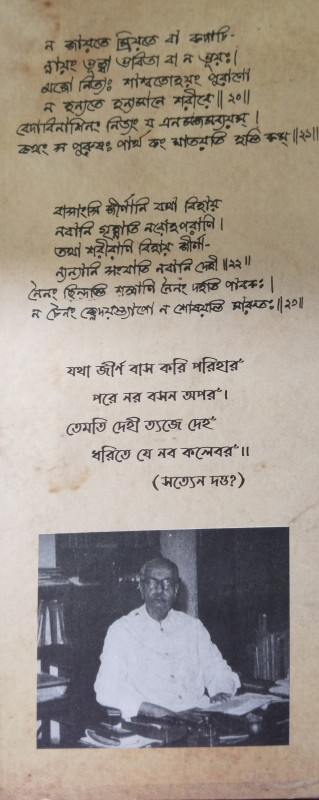 ন জায়তে ম্রিয়তে বা কদাচি-
ন্নায়ং ভূত্বা ভবিতা বা ন ভূয়ঃ।
অজো নিত্যঃ শাশ্বতোহয়ং পুরাণো
ন হন্যতে হন্যমানে শরীরে॥২০॥
বেদাবিনাশিনং নিত্যং য এনমজমব্যয়ম্।
কথং স পুরুষঃ পার্থ কং ঘাতয়তি হন্তি কম্॥২১॥
বাসাংসি জীর্ণানি যথা বিহায়
নবানি গৃহ্ণাতি নরোহপরাণি।
তথা শরীরাণি বিহায় জীর্ণা-
ন্যন্যানি সংযাতি নবানি দেহী॥২২॥
নৈনং ছিন্দন্তি শস্ত্রাণি নৈনং দহতি পাবকঃ।
ন চৈনং ক্লেদয়ন্ত্যাপো ন শোষয়তি মারুতঃ॥২৩॥
যথা জীর্ণ বাস করি পরিহার
পরে নর বসন অপর।
তেমতি দেহী ত্যজে দেহ
ধরিতে যে নব কলেবর॥
(সত্যেন দত্ত?)